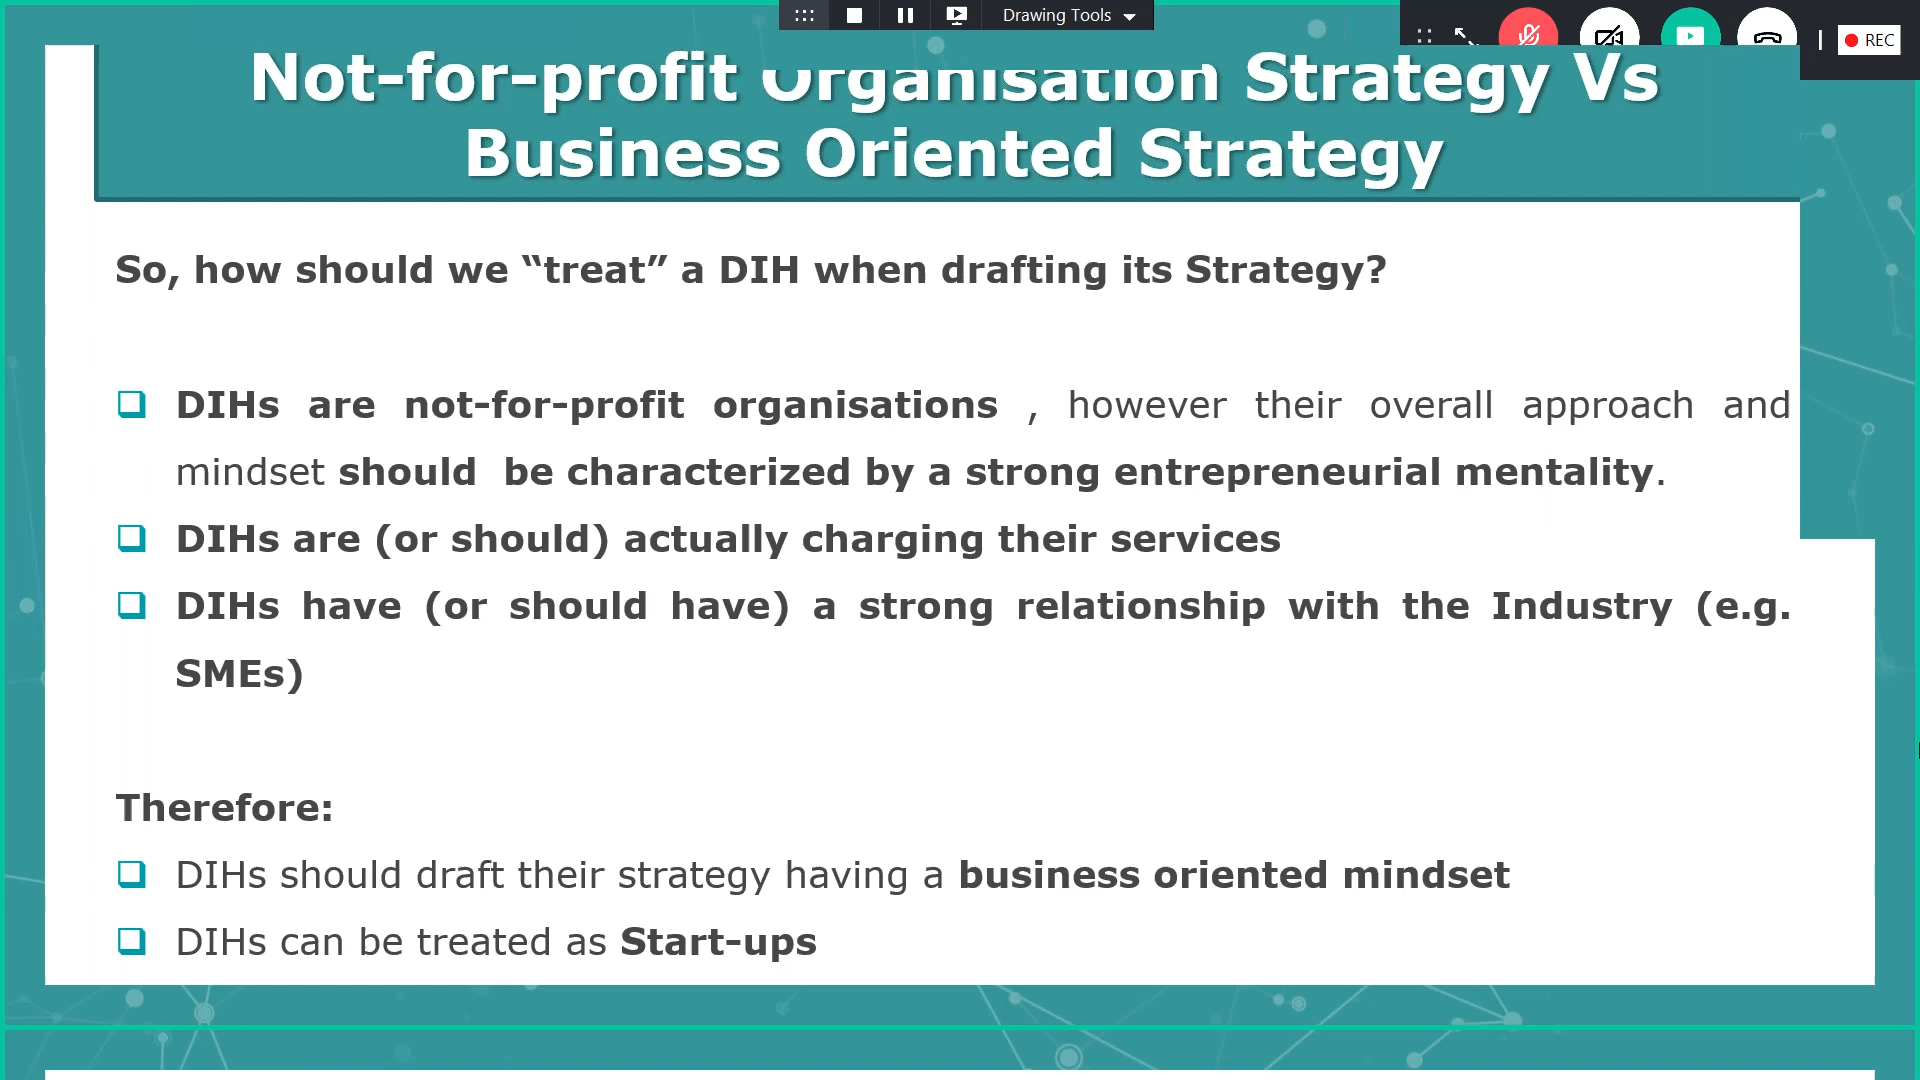 Drawing Tools
REC
Not-for-profit Organisation Strategy Vs
Business Oriented Strategy
So, how should we “treat” a DIH when drafting its Strategy?
DIHs are not-for-profit organisations , however their overall approach and
mindset should be characterized by a strong entrepreneurial mentality.
DIHs are (or should) actually charging their services
DIHs have (or should have) a strong relationship with the Industry (e.g.
SMEs)
Therefore:
DIHs should draft their strategy having a business oriented mindset
DIHs can be treated as Start-ups